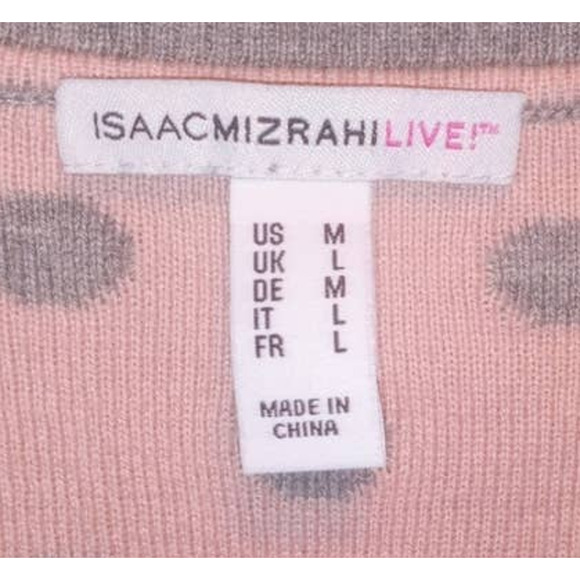 ISAACMIZRAHILIVE!™
US M
UK L
DE M
IT L
FR L
MADE IN
CHINA